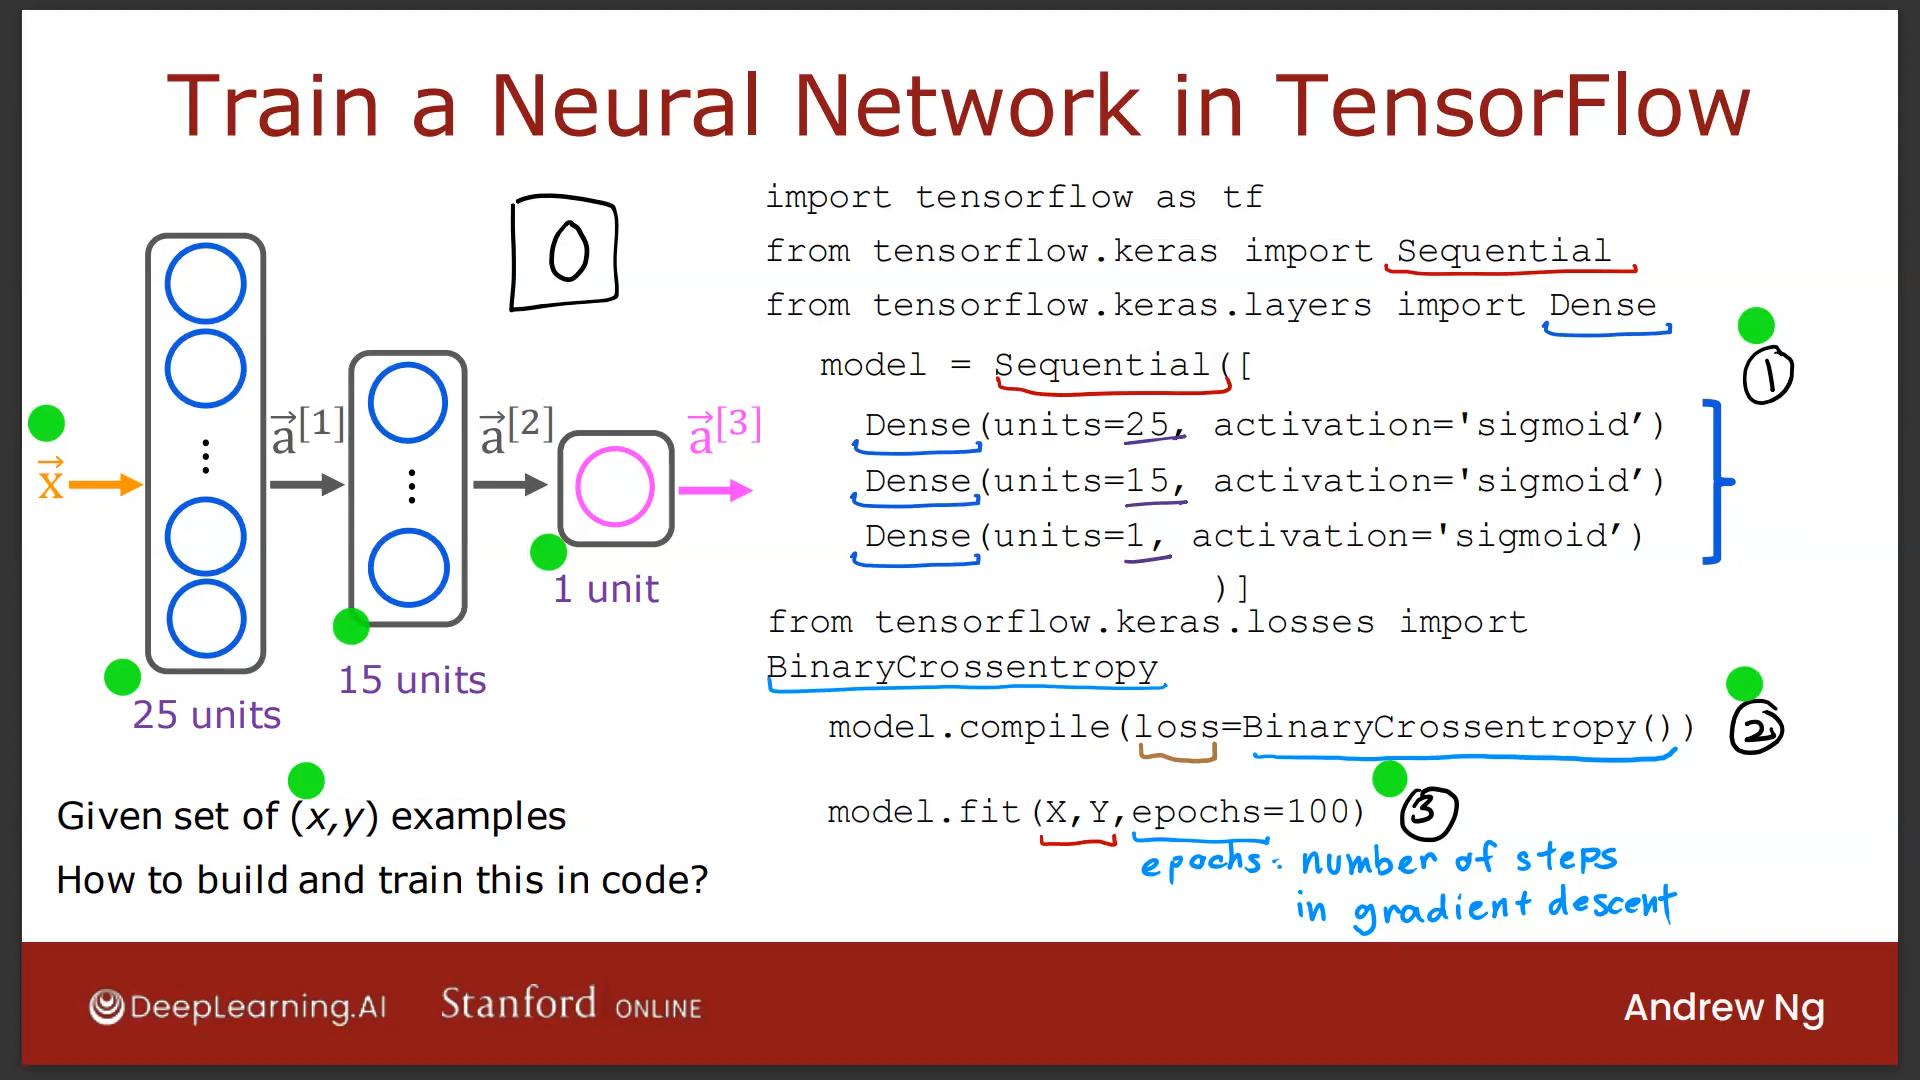 Train a Neural Network in TensorFlow
0
x⃗
a⃗[1]
a⃗[2]
a⃗[3]
25 units
15 units
1 unit
Given set of (x,y) examples
How to build and train this in code?
import tensorflow as tf
from tensorflow.keras import Sequential
from tensorflow.keras.layers import Dense
model = Sequential([
Dense(units=25, activation='sigmoid’)
Dense(units=15, activation='sigmoid’)
Dense(units=1, activation='sigmoid’)
)]
1
from tensorflow.keras.losses import
BinaryCrossentropy
model.compile(loss=BinaryCrossentropy())
2
model.fit(X,Y,epochs=100)
3
epochs: number of steps
in gradient descent
DeepLearning.AI
Stanford ONLINE
Andrew Ng